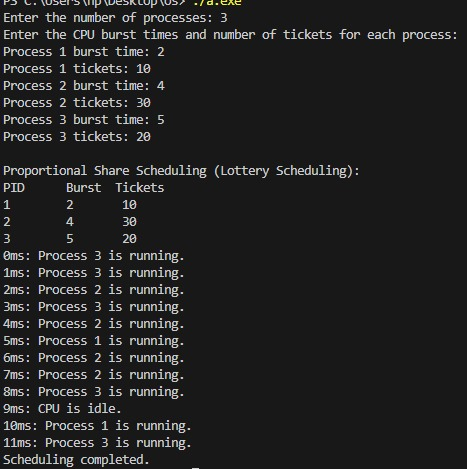 PS C:\Users\hp\Desktop\os> ./a.exe
Enter the number of processes: 3
Enter the CPU burst times and number of tickets for each process:
Process 1 burst time: 2
Process 1 tickets: 10
Process 2 burst time: 4
Process 2 tickets: 30
Process 3 burst time: 5
Process 3 tickets: 20
Proportional Share Scheduling (Lottery Scheduling):
PID Burst Tickets
1 2 10
2 4 30
3 5 20
0ms: Process 3 is running.
1ms: Process 3 is running.
2ms: Process 2 is running.
3ms: Process 3 is running.
4ms: Process 2 is running.
5ms: Process 1 is running.
6ms: Process 2 is running.
7ms: Process 2 is running.
8ms: Process 3 is running.
9ms: CPU is idle.
10ms: Process 1 is running.
11ms: Process 3 is running.
Scheduling completed.